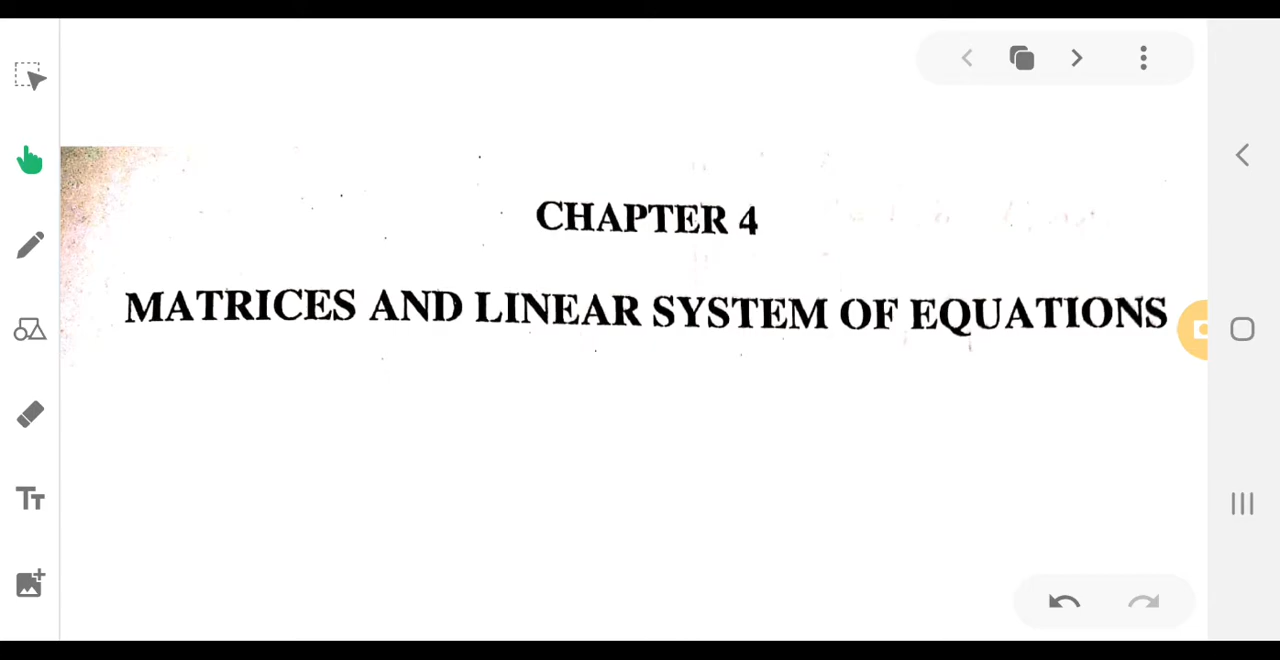 CHAPTER 4
MATRICES AND LINEAR SYSTEM OF EQUATIONS